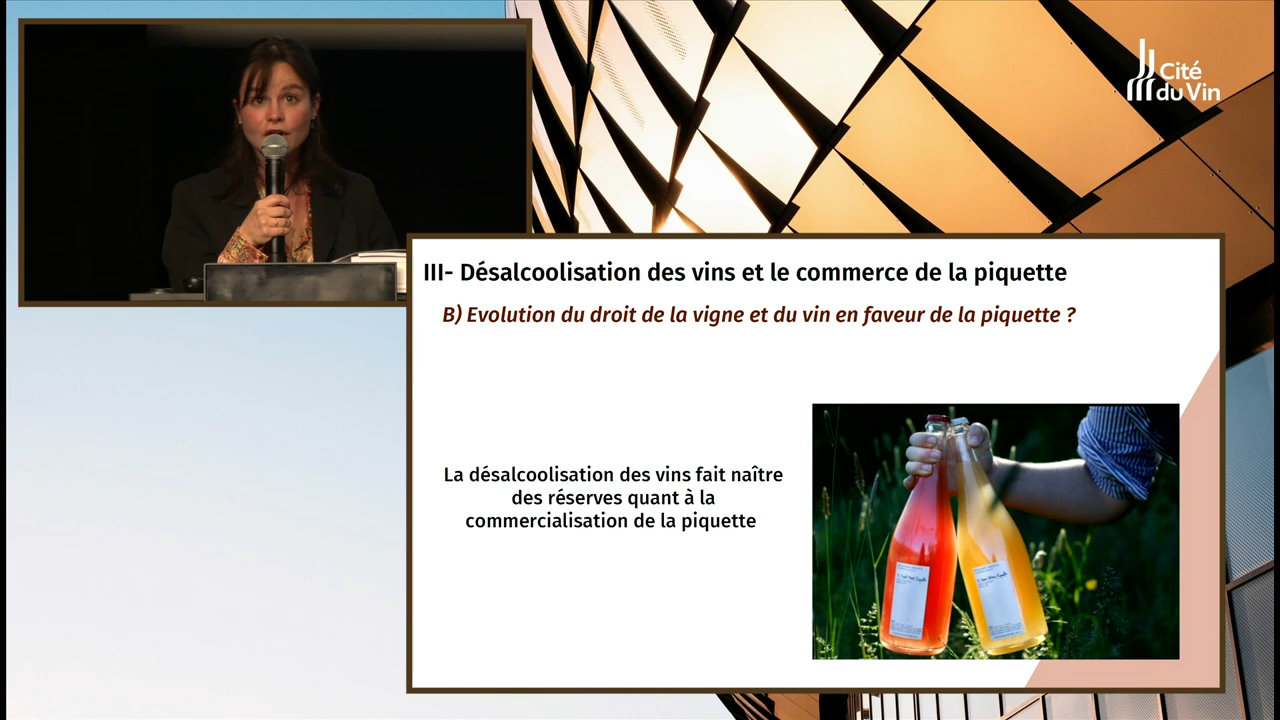 Cité
du Vin
III- Désalcoolisation des vins et le commerce de la piquette
B) Evolution du droit de la vigne et du vin en faveur de la piquette ?
La désalcoolisation des vins fait naître
des réserves quant à la
commercialisation de la piquette